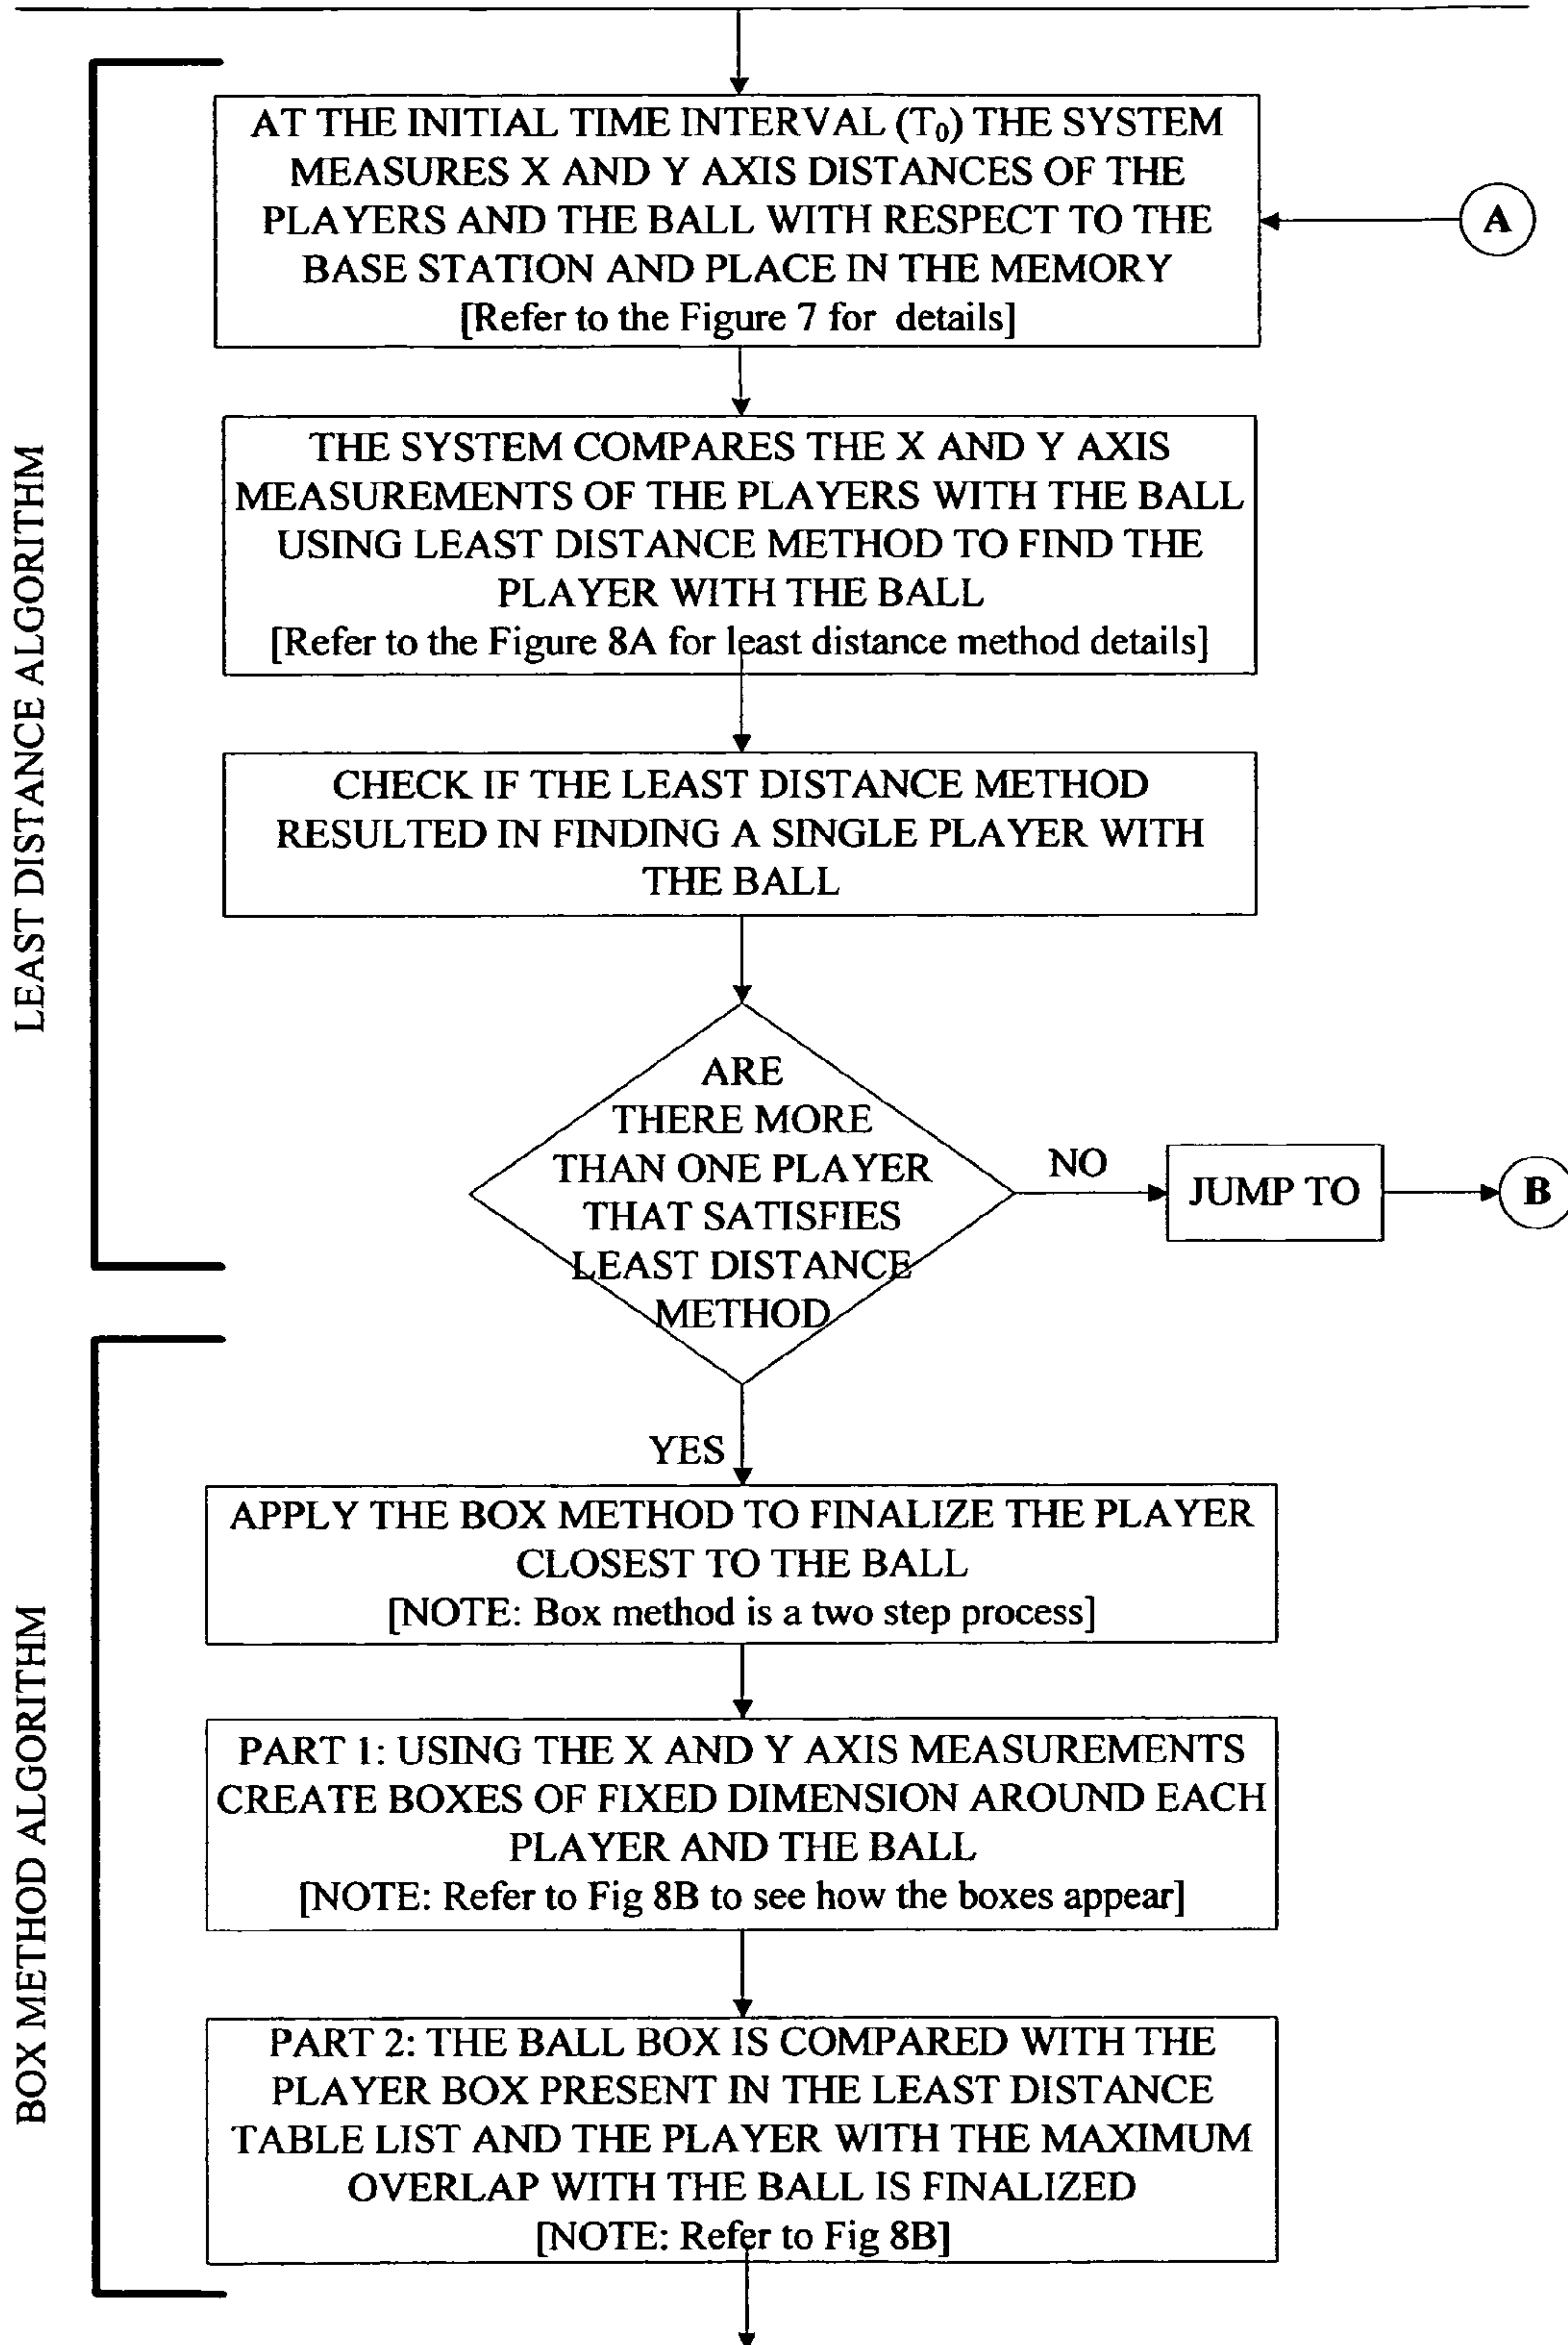 AT THE INITIAL TIME INTERVAL (T₀) THE SYSTEM
MEASURES X AND Y AXIS DISTANCES OF THE
PLAYERS AND THE BALL WITH RESPECT TO THE
BASE STATION AND PLACE IN THE MEMORY
[Refer to the Figure 7 for details]
A
THE SYSTEM COMPARES THE X AND Y AXIS
MEASUREMENTS OF THE PLAYERS WITH THE BALL
USING LEAST DISTANCE METHOD TO FIND THE
PLAYER WITH THE BALL
[Refer to the Figure 8A for least distance method details]
LEAST DISTANCE ALGORITHM
CHECK IF THE LEAST DISTANCE METHOD
RESULTED IN FINDING A SINGLE PLAYER WITH
THE BALL
ARE
THERE MORE
THAN ONE PLAYER
THAT SATISFIES
LEAST DISTANCE
METHOD
NO
JUMP TO
B
YES
APPLY THE BOX METHOD TO FINALIZE THE PLAYER
CLOSEST TO THE BALL
[NOTE: Box method is a two step process]
BOX METHOD ALGORITHM
PART 1: USING THE X AND Y AXIS MEASUREMENTS
CREATE BOXES OF FIXED DIMENSION AROUND EACH
PLAYER AND THE BALL
[NOTE: Refer to Fig 8B to see how the boxes appear]
PART 2: THE BALL BOX IS COMPARED WITH THE
PLAYER BOX PRESENT IN THE LEAST DISTANCE
TABLE LIST AND THE PLAYER WITH THE MAXIMUM
OVERLAP WITH THE BALL IS FINALIZED
[NOTE: Refer to Fig 8B]